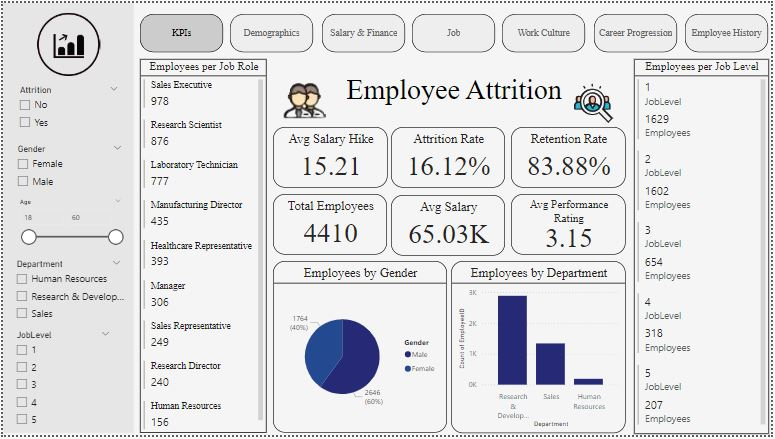 KPIs
Demographics
Salary & Finance
Job
Work Culture
Career Progression
Employee History
Attrition
No
Yes
Gender
Female
Male
Age
18
60
Department
Human Resources
Research & Develop...
Sales
JobLevel
1
2
3
4
5
Employees per Job Role
Sales Executive
978
Research Scientist
876
Laboratory Technician
777
Manufacturing Director
435
Healthcare Representative
393
Manager
306
Sales Representative
249
Research Director
240
Human Resources
156
Employee Attrition
Avg Salary Hike
15.21
Attrition Rate
16.12%
Retention Rate
83.88%
Total Employees
4410
Avg Salary
65.03K
Avg Performance
Rating
3.15
Employees by Gender
1764
(40%)
2646
(60%)
Gender
Male
Female
Employees by Department
Count of EmployeeID
3K
2K
1K
0K
Research
&
Develop...
Sales
Human
Resources
Department
Employees per Job Level
1
JobLevel
1629
Employees
2
JobLevel
1602
Employees
3
JobLevel
654
Employees
4
JobLevel
318
Employees
5
JobLevel
207
Employees